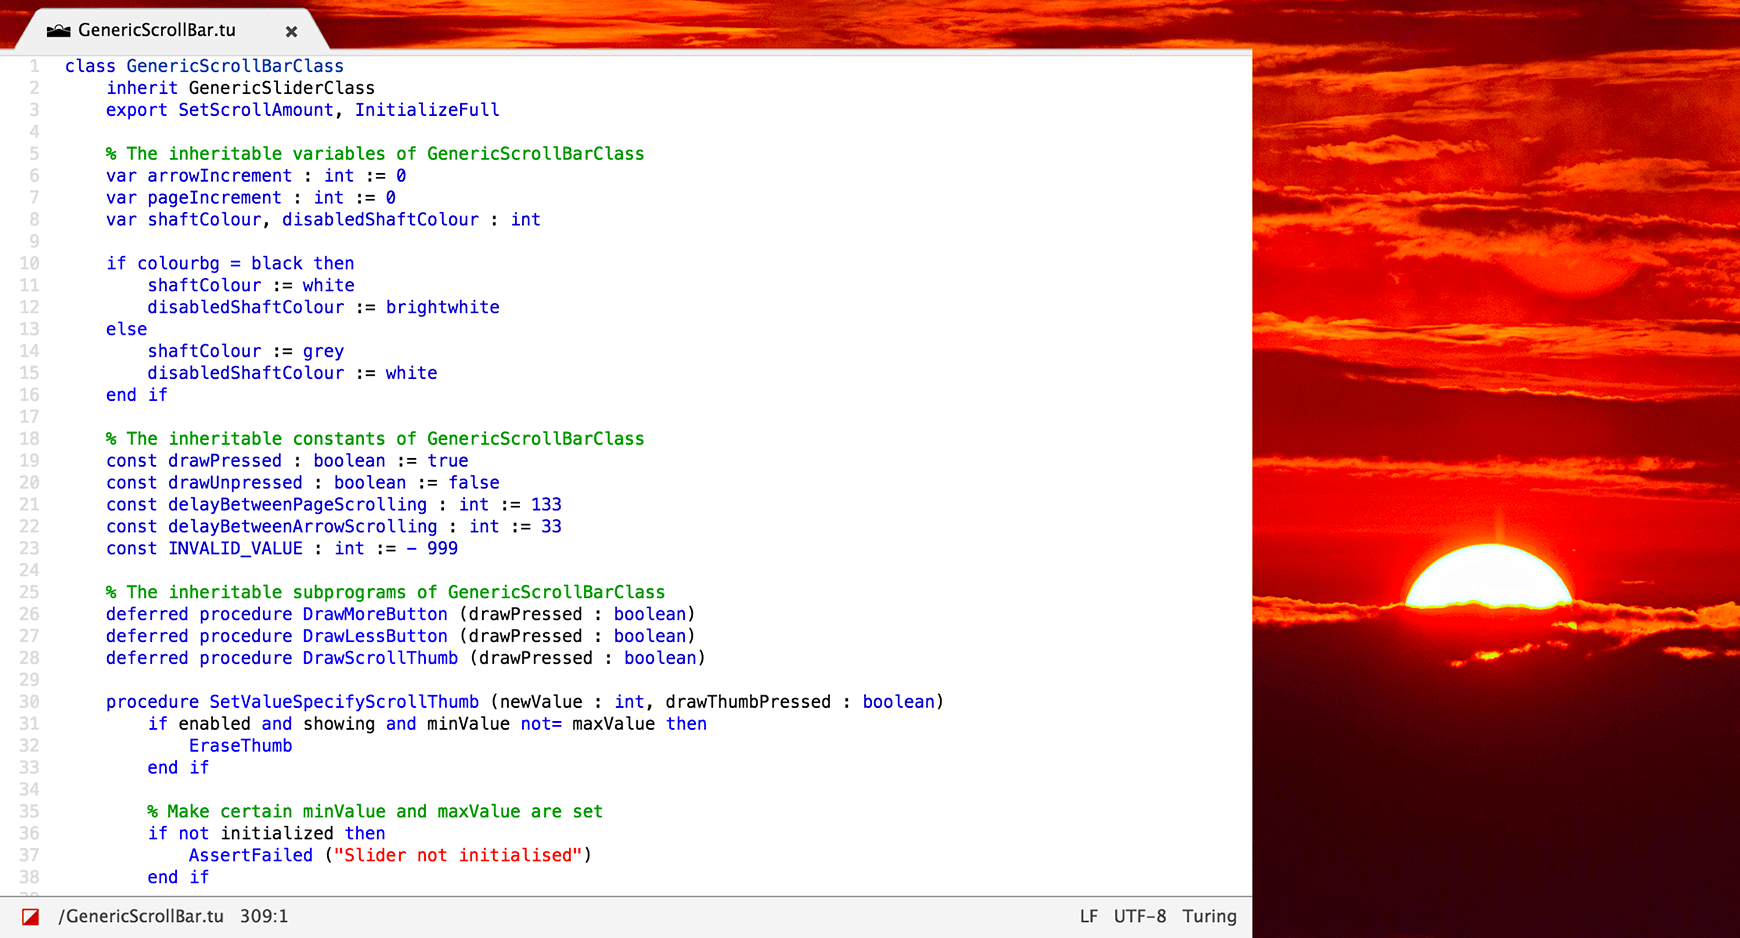 GenericScrollBar.tu ×
1 class GenericScrollBarClass
2 inherit GenericSliderClass
3 export SetScrollAmount, InitializeFull
4
5 % The inheritable variables of GenericScrollBarClass
6 var arrowIncrement : int := 0
7 var pageIncrement : int := 0
8 var shaftColour, disabledShaftColour : int
9
10 if colourbg = black then
11 shaftColour := white
12 disabledShaftColour := brightwhite
13 else
14 shaftColour := grey
15 disabledShaftColour := white
16 end if
17
18 % The inheritable constants of GenericScrollBarClass
19 const drawPressed : boolean := true
20 const drawUnpressed : boolean := false
21 const delayBetweenPageScrolling : int := 133
22 const delayBetweenArrowScrolling : int := 33
23 const INVALID_VALUE : int := - 999
24
25 % The inheritable subprograms of GenericScrollBarClass
26 deferred procedure DrawMoreButton (drawPressed : boolean)
27 deferred procedure DrawLessButton (drawPressed : boolean)
28 deferred procedure DrawScrollThumb (drawPressed : boolean)
29
30 procedure SetValueSpecifyScrollThumb (newValue : int, drawThumbPressed : boolean)
31 if enabled and showing and minValue not= maxValue then
32 EraseThumb
33 end if
34
35 % Make certain minValue and maxValue are set
36 if not initialized then
37 AssertFailed ("Slider not initialised")
38 end if
/GenericScrollBar.tu 309:1 LF UTF-8 Turing